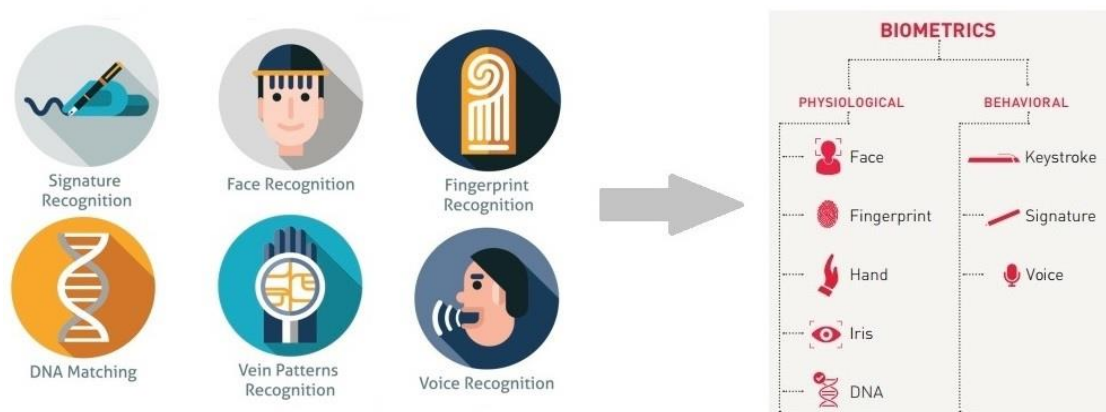 Signature
Recognition
Face Recognition
Fingerprint
Recognition
DNA Matching
Vein Patterns
Recognition
Voice Recognition
BIOMETRICS
PHYSIOLOGICAL
BEHAVIORAL
Face
Keystroke
Fingerprint
Signature
Hand
Voice
Iris
DNA